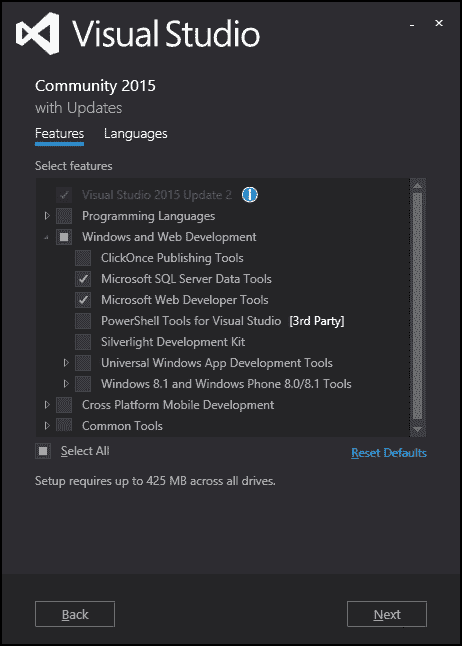 Visual Studio
Community 2015
with Updates
Features Languages
Select features
Visual Studio 2015 Update 2
Programming Languages
Windows and Web Development
ClickOnce Publishing Tools
Microsoft SQL Server Data Tools
Microsoft Web Developer Tools
PowerShell Tools for Visual Studio [3rd Party]
Silverlight Development Kit
Universal Windows App Development Tools
Windows 8.1 and Windows Phone 8.0/8.1 Tools
Cross Platform Mobile Development
Common Tools
Select All Reset Defaults
Setup requires up to 425 MB across all drives.
Back Next